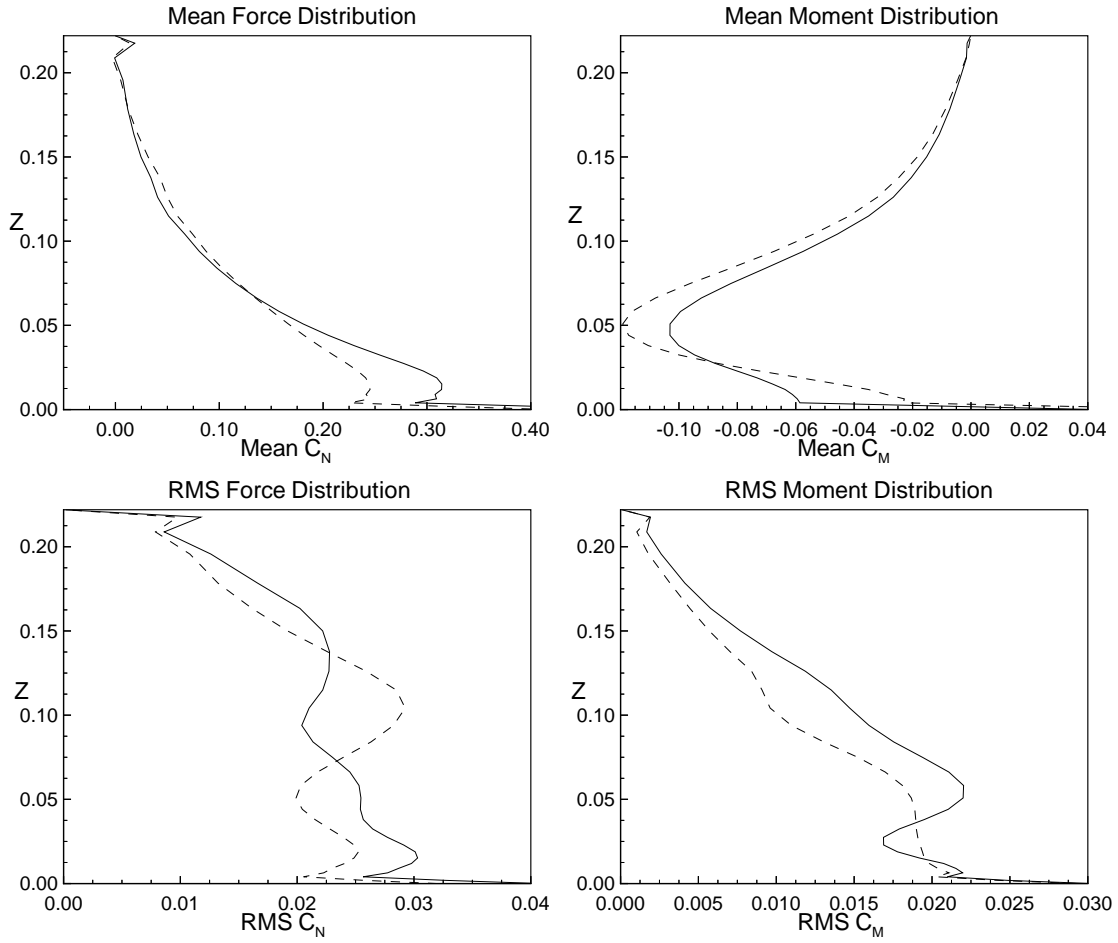 Mean Force Distribution
0.20
0.15
Z
0.10
0.05
0.00
0.00 0.10 0.20 0.30 0.40
Mean C_N
Mean Moment Distribution
0.20
0.15
Z
0.10
0.05
0.00
-0.10 -0.08 -0.06 -0.04 -0.02 0.00 0.02 0.04
Mean C_M
RMS Force Distribution
0.20
0.15
Z
0.10
0.05
0.00
0.00 0.01 0.02 0.03 0.04
RMS C_N
RMS Moment Distribution
0.20
0.15
Z
0.10
0.05
0.00
0.000 0.005 0.010 0.015 0.020 0.025 0.030
RMS C_M